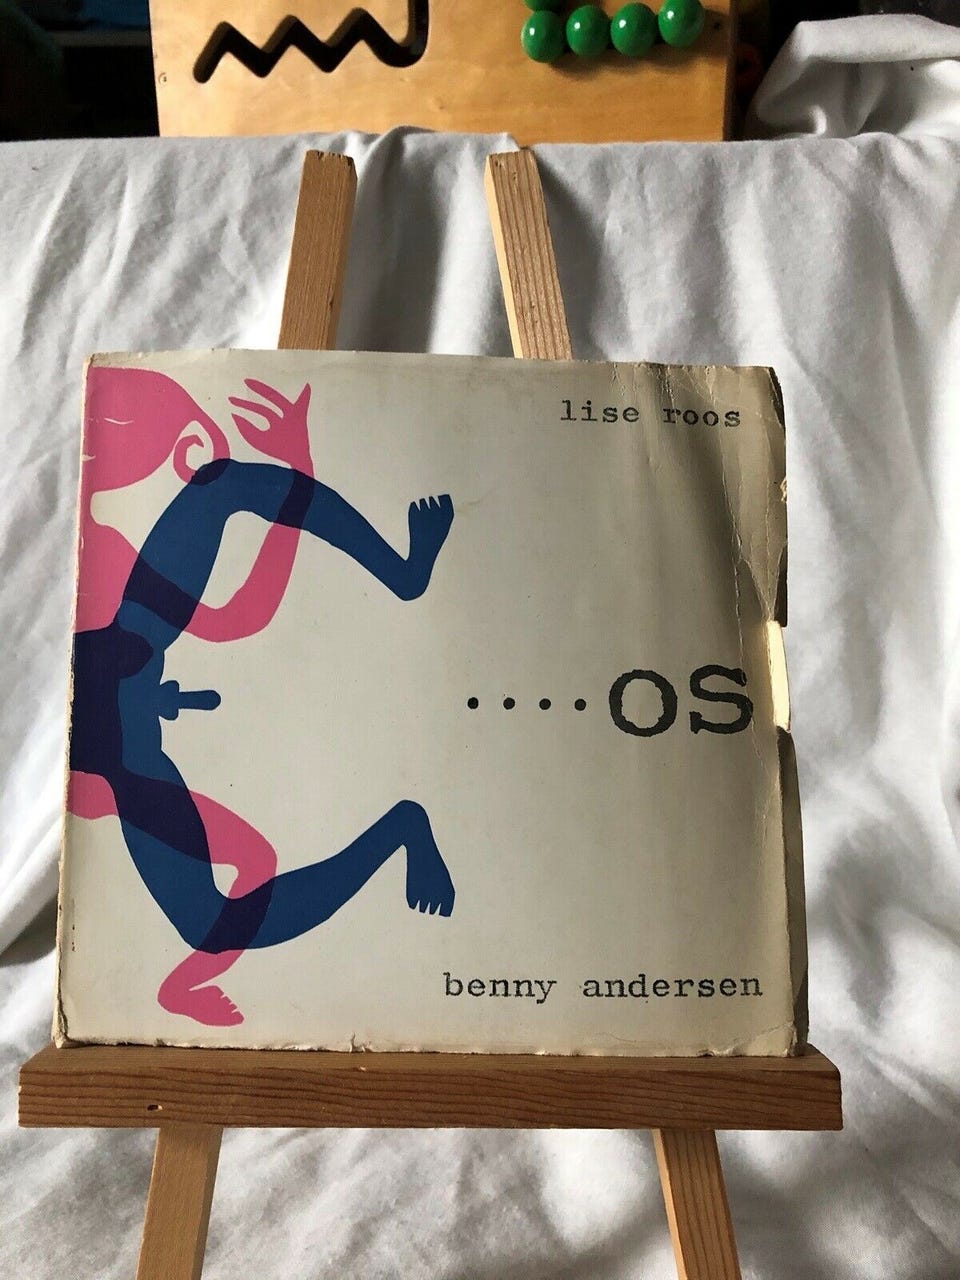 lise roos
....os
benny andersen